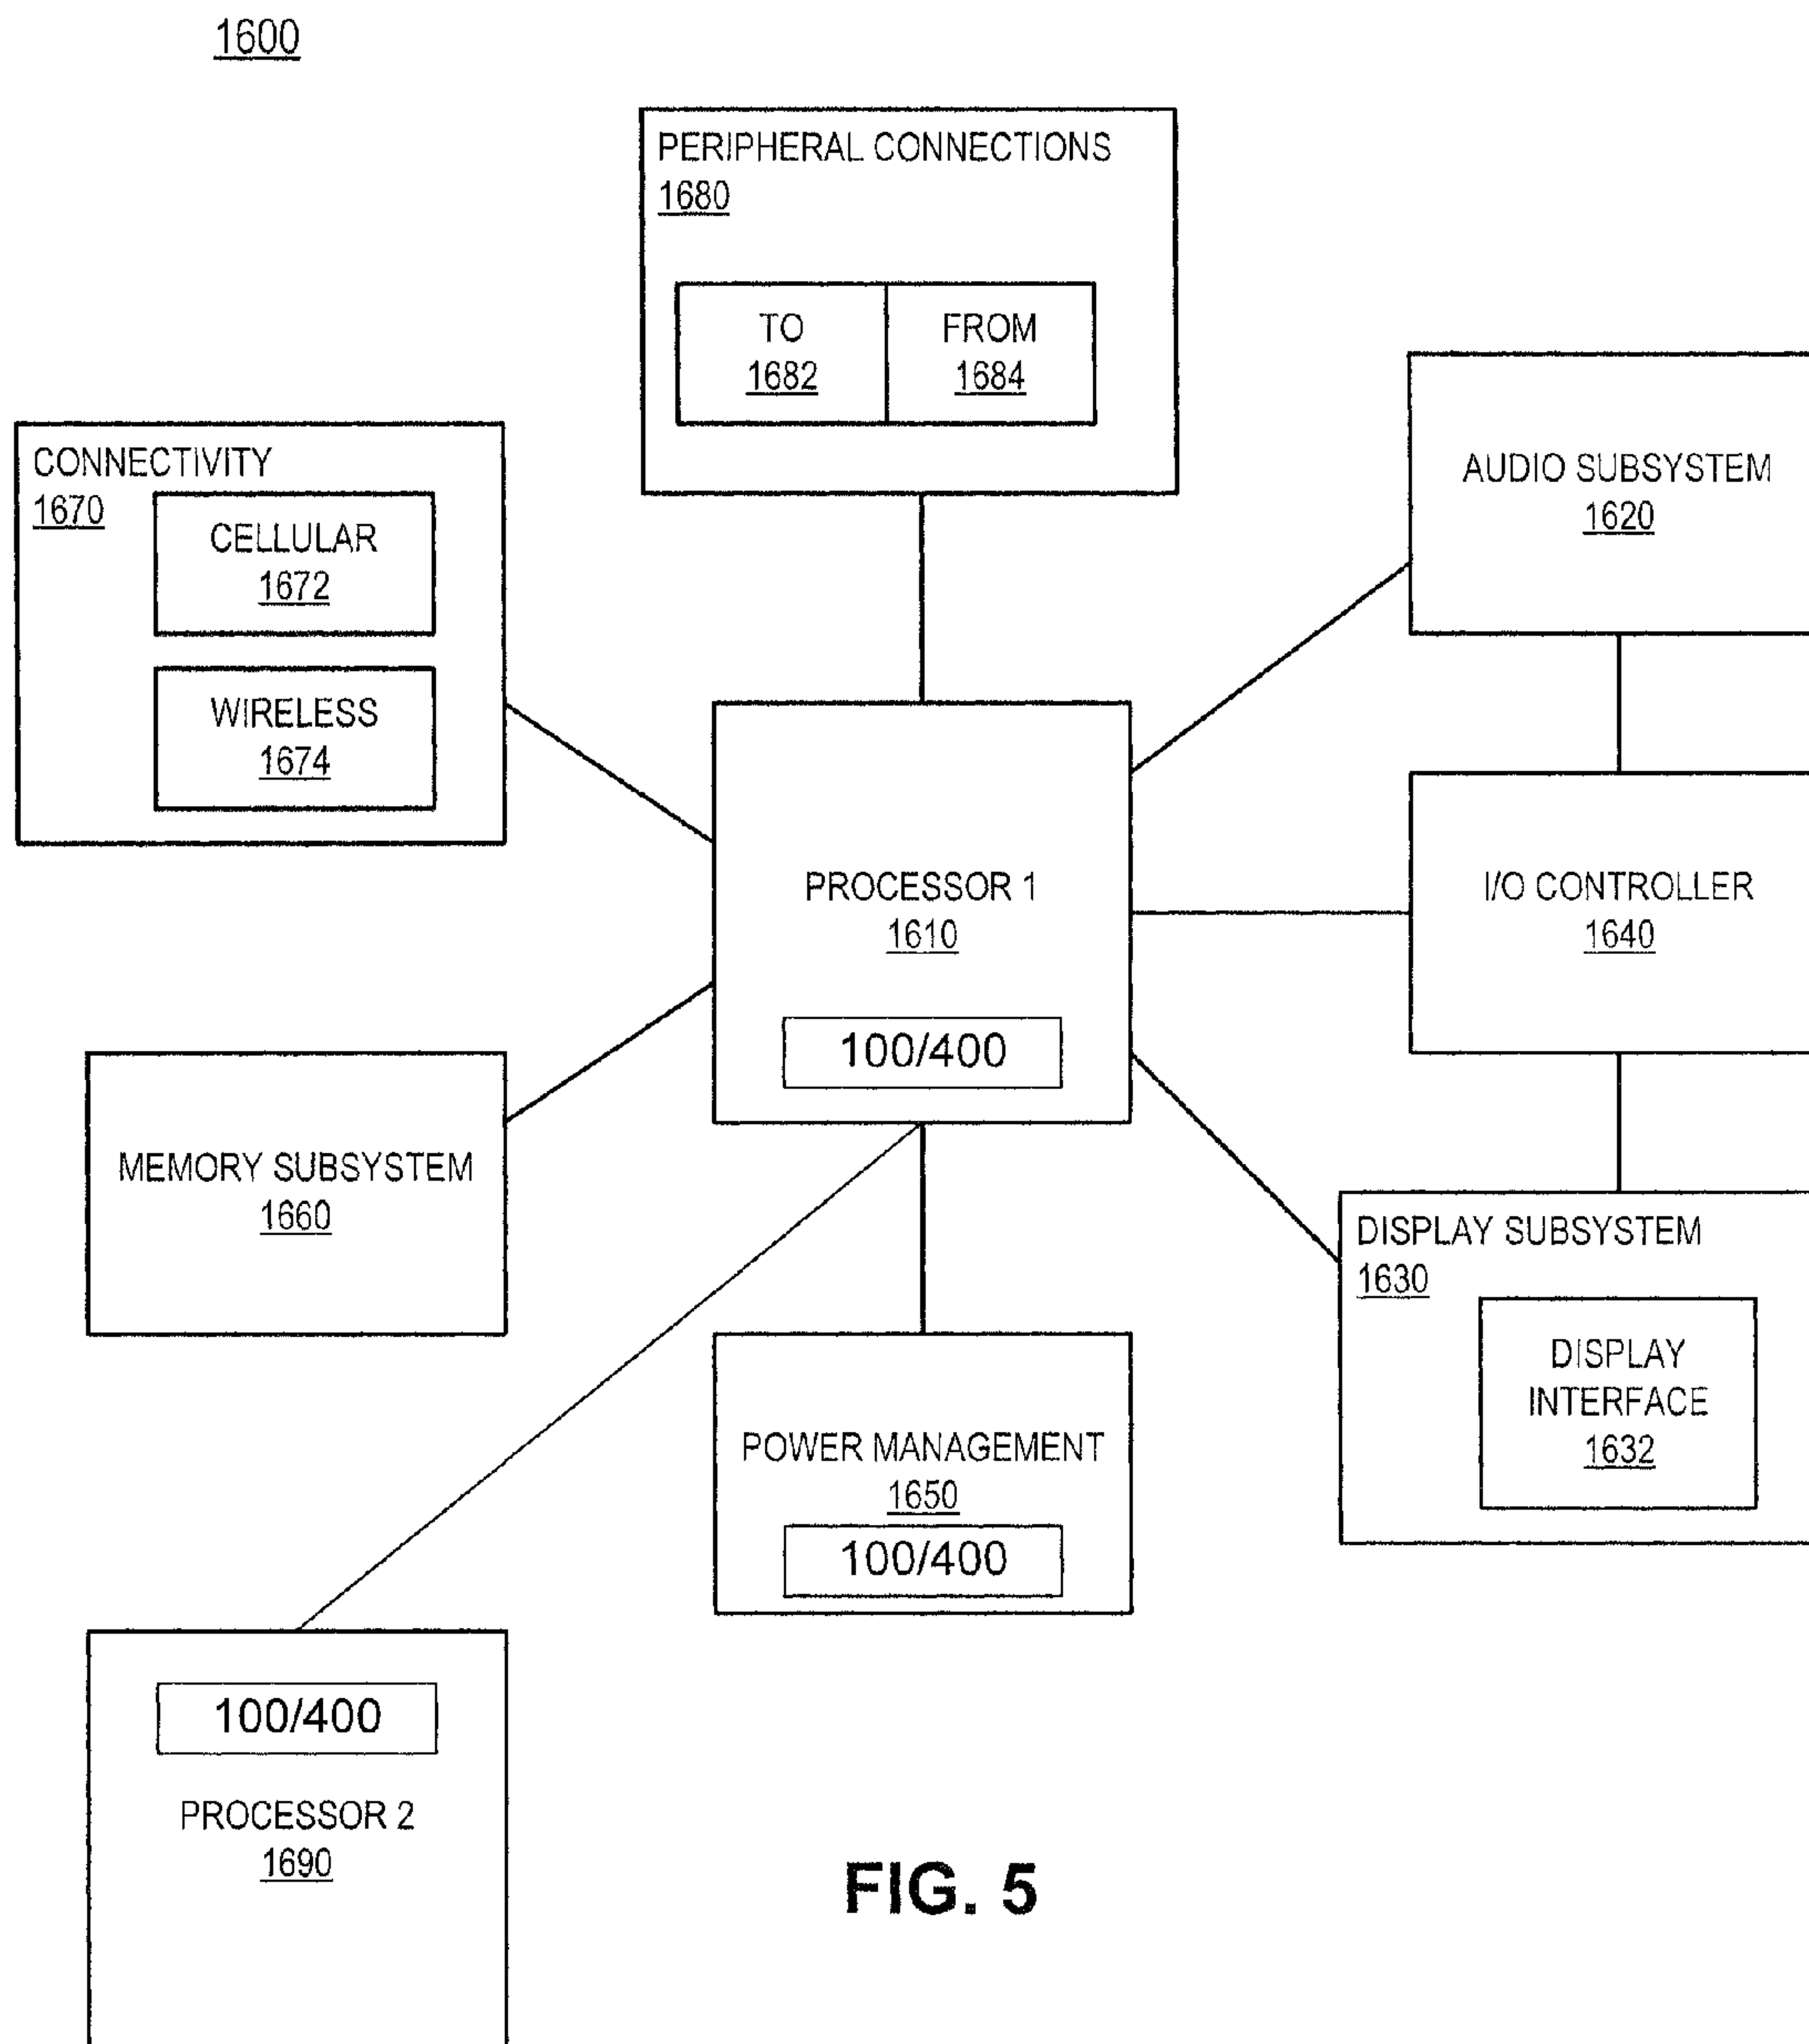 1600
PERIPHERAL CONNECTIONS
1680
TO
1682
FROM
1684
CONNECTIVITY
1670
CELLULAR
1672
WIRELESS
1674
AUDIO SUBSYSTEM
1620
PROCESSOR 1
1610
100/400
I/O CONTROLLER
1640
MEMORY SUBSYSTEM
1660
DISPLAY SUBSYSTEM
1630
DISPLAY
INTERFACE
1632
POWER MANAGEMENT
1650
100/400
100/400
PROCESSOR 2
1690
FIG. 5